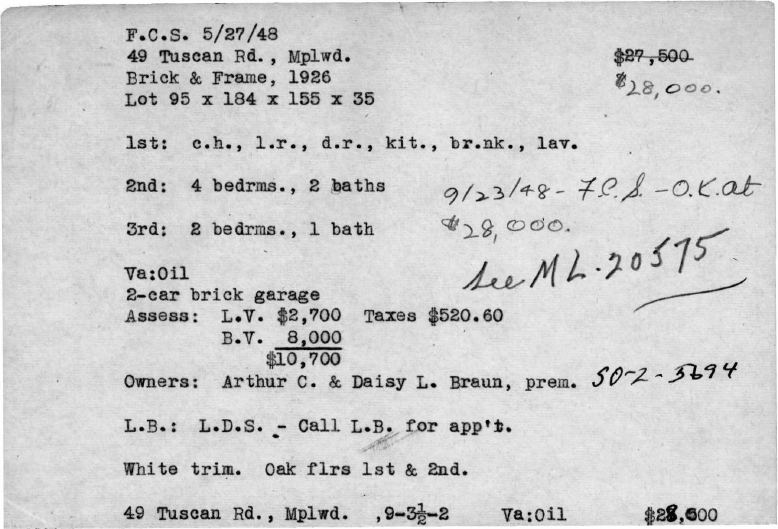 F.C.S. 5/27/48
49 Tuscan Rd., Mplwd. $27,500
Brick & Frame, 1926 $28,000.
Lot 95 x 184 x 155 x 35
1st: c.h., l.r., d.r., kit., br.nk., lav.
2nd: 4 bedrms., 2 baths 9/23/48 - F.C.S. - O.K. at
3rd: 2 bedrms., 1 bath $28,000.
See ML. 20575
Va:Oil
2-car brick garage
Assess: L.V. $2,700 Taxes $520.60
B.V. 8,000
$10,700
Owners: Arthur C. & Daisy L. Braun, prem. SO-2-3694
L.B.: L.D.S. - Call L.B. for app't.
White trim. Oak flrs 1st & 2nd.
49 Tuscan Rd., Mplwd. ,9-3½-2 Va:Oil